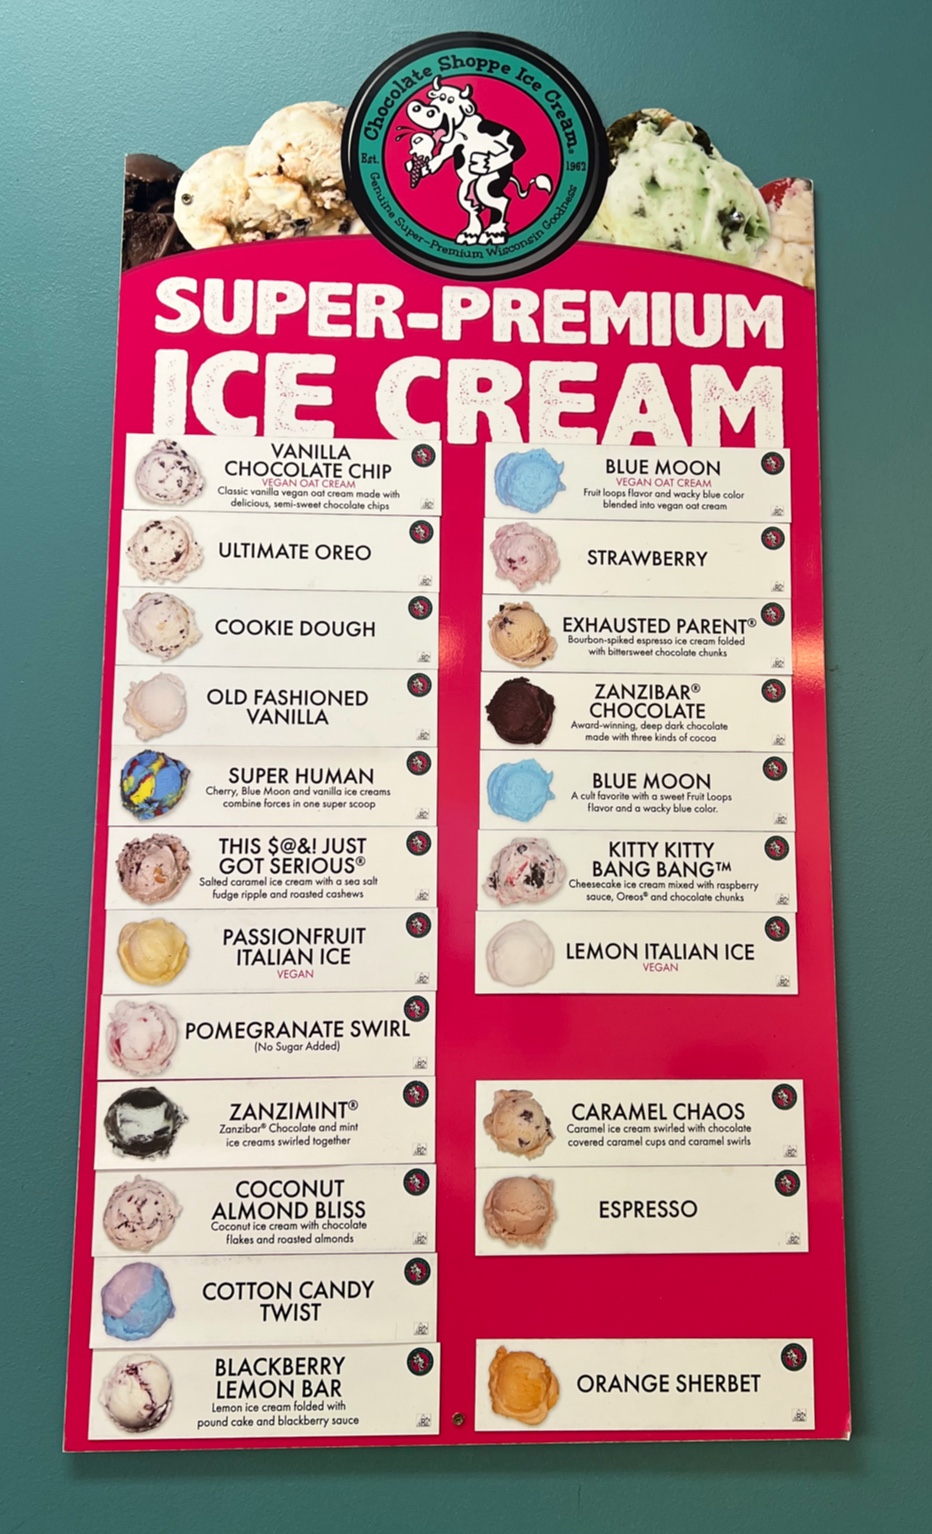 Chocolate Shoppe Ice Cream®
Est. 1962
Genuine Super-Premium Wisconsin Goodness
SUPER-PREMIUM
ICE CREAM
VANILLA
CHOCOLATE CHIP
VEGAN OAT CREAM
Classic vanilla vegan oat cream made with
delicious, semi-sweet chocolate chips
ULTIMATE OREO
COOKIE DOUGH
OLD FASHIONED
VANILLA
SUPER HUMAN
Cherry, Blue Moon and vanilla ice creams
combine forces in one super scoop
THIS $@&! JUST
GOT SERIOUS®
Salted caramel ice cream with a sea salt
fudge ripple and roasted cashews
PASSIONFRUIT
ITALIAN ICE
VEGAN
POMEGRANATE SWIRL
(No Sugar Added)
ZANZIMINT®
Zanzibar® Chocolate and mint
ice creams swirled together
COCONUT
ALMOND BLISS
Coconut ice cream with chocolate
flakes and roasted almonds
COTTON CANDY
TWIST
BLACKBERRY
LEMON BAR
Lemon ice cream folded with
pound cake and blackberry sauce
BLUE MOON
VEGAN OAT CREAM
Fruit loops flavor and wacky blue color
blended into vegan oat cream
STRAWBERRY
EXHAUSTED PARENT®
Bourbon-spiked espresso ice cream folded
with bittersweet chocolate chunks
ZANZIBAR®
CHOCOLATE
Award-winning, deep dark chocolate
made with three kinds of cocoa
BLUE MOON
A cult favorite with a sweet Fruit Loops
flavor and a wacky blue color.
KITTY KITTY
BANG BANG™
Cheesecake ice cream mixed with raspberry
sauce, Oreos® and chocolate chunks
LEMON ITALIAN ICE
VEGAN
CARAMEL CHAOS
Caramel ice cream swirled with chocolate
covered caramel cups and caramel swirls
ESPRESSO
ORANGE SHERBET